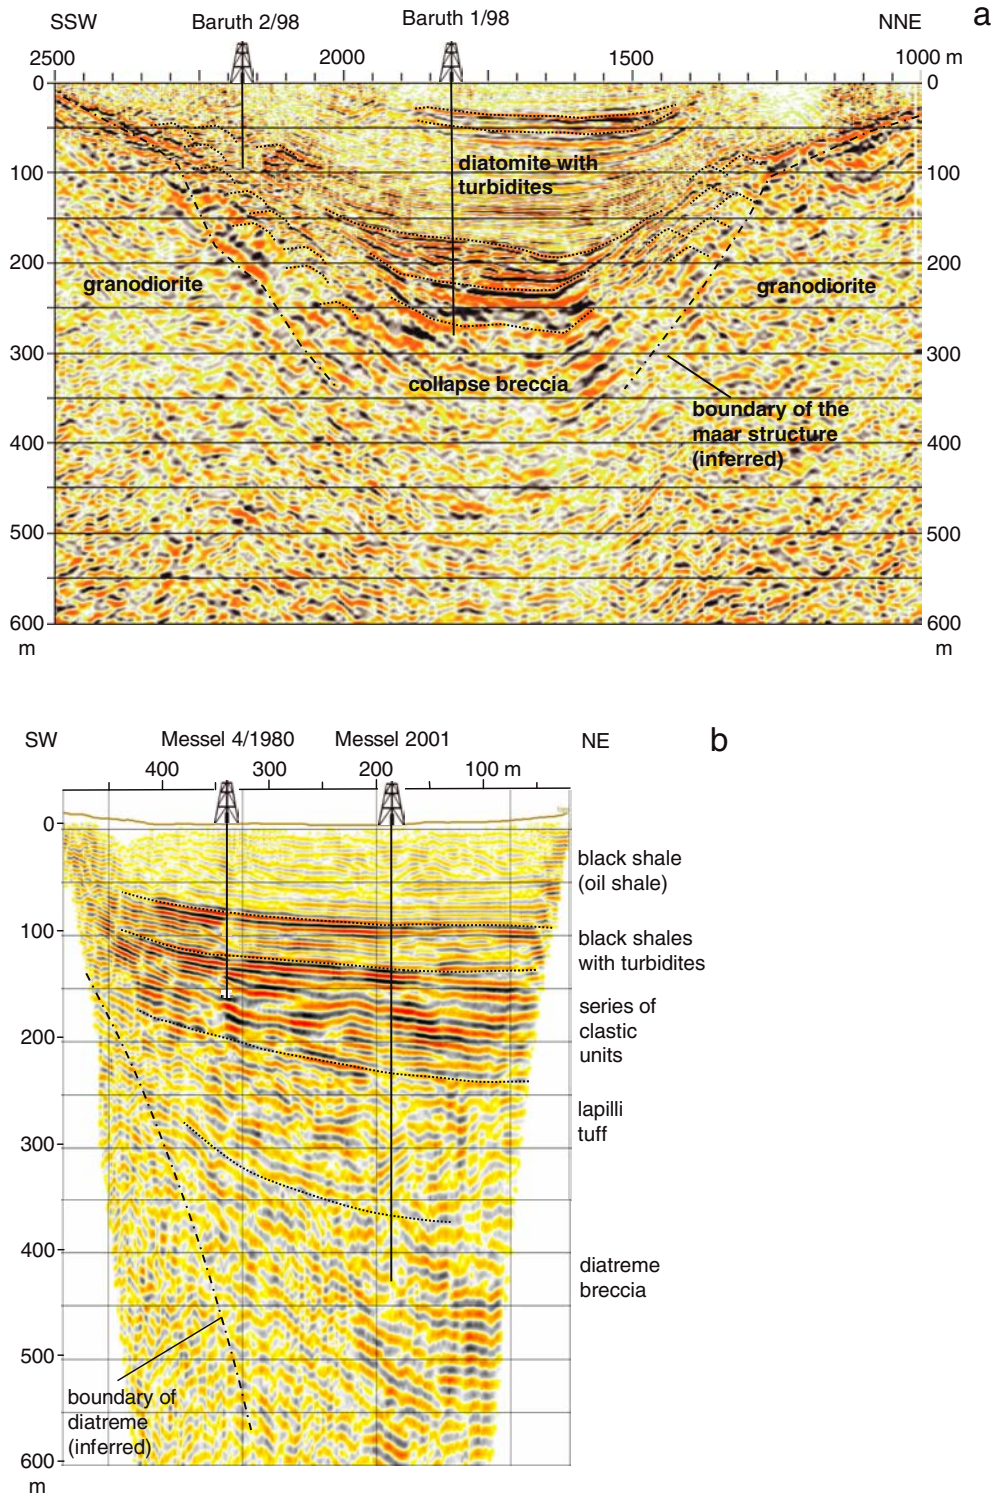 a
SSW Baruth 2/98 Baruth 1/98 NNE
2500 2000 1500 1000 m
0 0
diatomite with
turbidites
100 100
200 200
granodiorite granodiorite
300 300
collapse breccia
boundary of the
maar structure
(inferred)
400 400
500 500
600 600
m m
b
SW Messel 4/1980 Messel 2001 NE
400 300 200 100 m
0
black shale
(oil shale)
100
black shales
with turbidites
series of
clastic
units
200
lapilli
tuff
300
400
diatreme
breccia
500
boundary of
diatreme
(inferred)
600
m